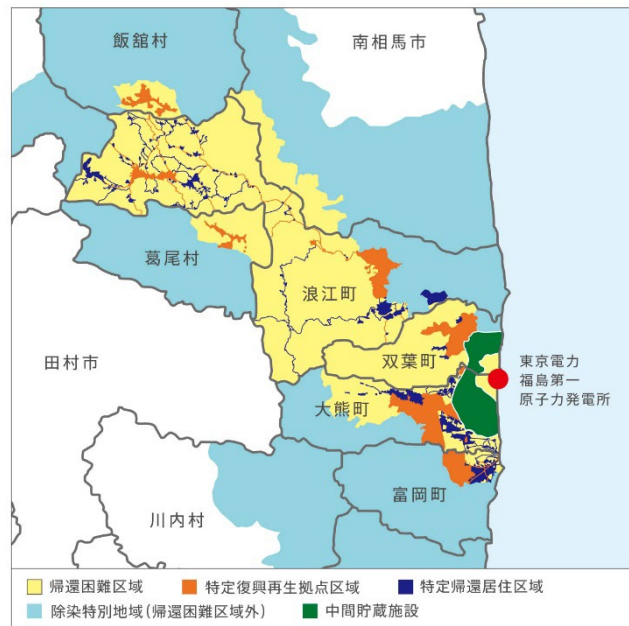 飯舘村
南相馬市
葛尾村
浪江町
田村市
双葉町
東京電力
福島第一
原子力発電所
大熊町
富岡町
川内村
帰還困難区域
特定復興再生拠点区域
特定帰還居住区域
除染特別地域(帰還困難区域外)
中間貯蔵施設